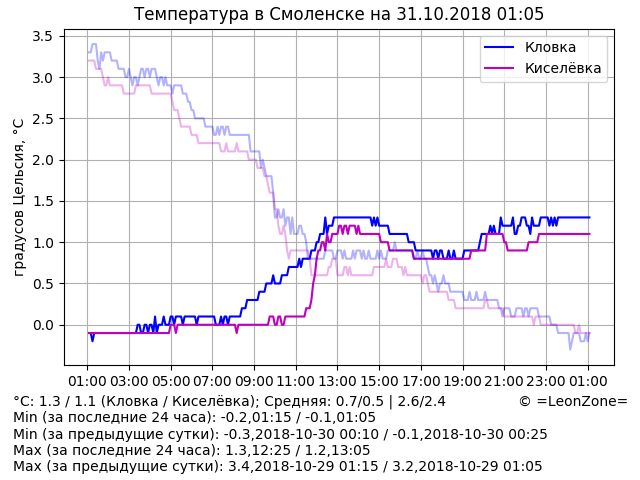 Температура в Смоленске на 31.10.2018 01:05
Кловка
Киселёвка
градусов Цельсия, °C
3.5
3.0
2.5
2.0
1.5
1.0
0.5
0.0
01:00 03:00 05:00 07:00 09:00 11:00 13:00 15:00 17:00 19:00 21:00 23:00 01:00
°C: 1.3 / 1.1 (Кловка / Киселёвка); Средняя: 0.7/0.5 | 2.6/2.4 © =LeonZone=
Min (за последние 24 часа): -0.2,01:15 / -0.1,01:05
Min (за предыдущие сутки): -0.3,2018-10-30 00:10 / -0.1,2018-10-30 00:25
Max (за последние 24 часа): 1.3,12:25 / 1.2,13:05
Max (за предыдущие сутки): 3.4,2018-10-29 01:15 / 3.2,2018-10-29 01:05